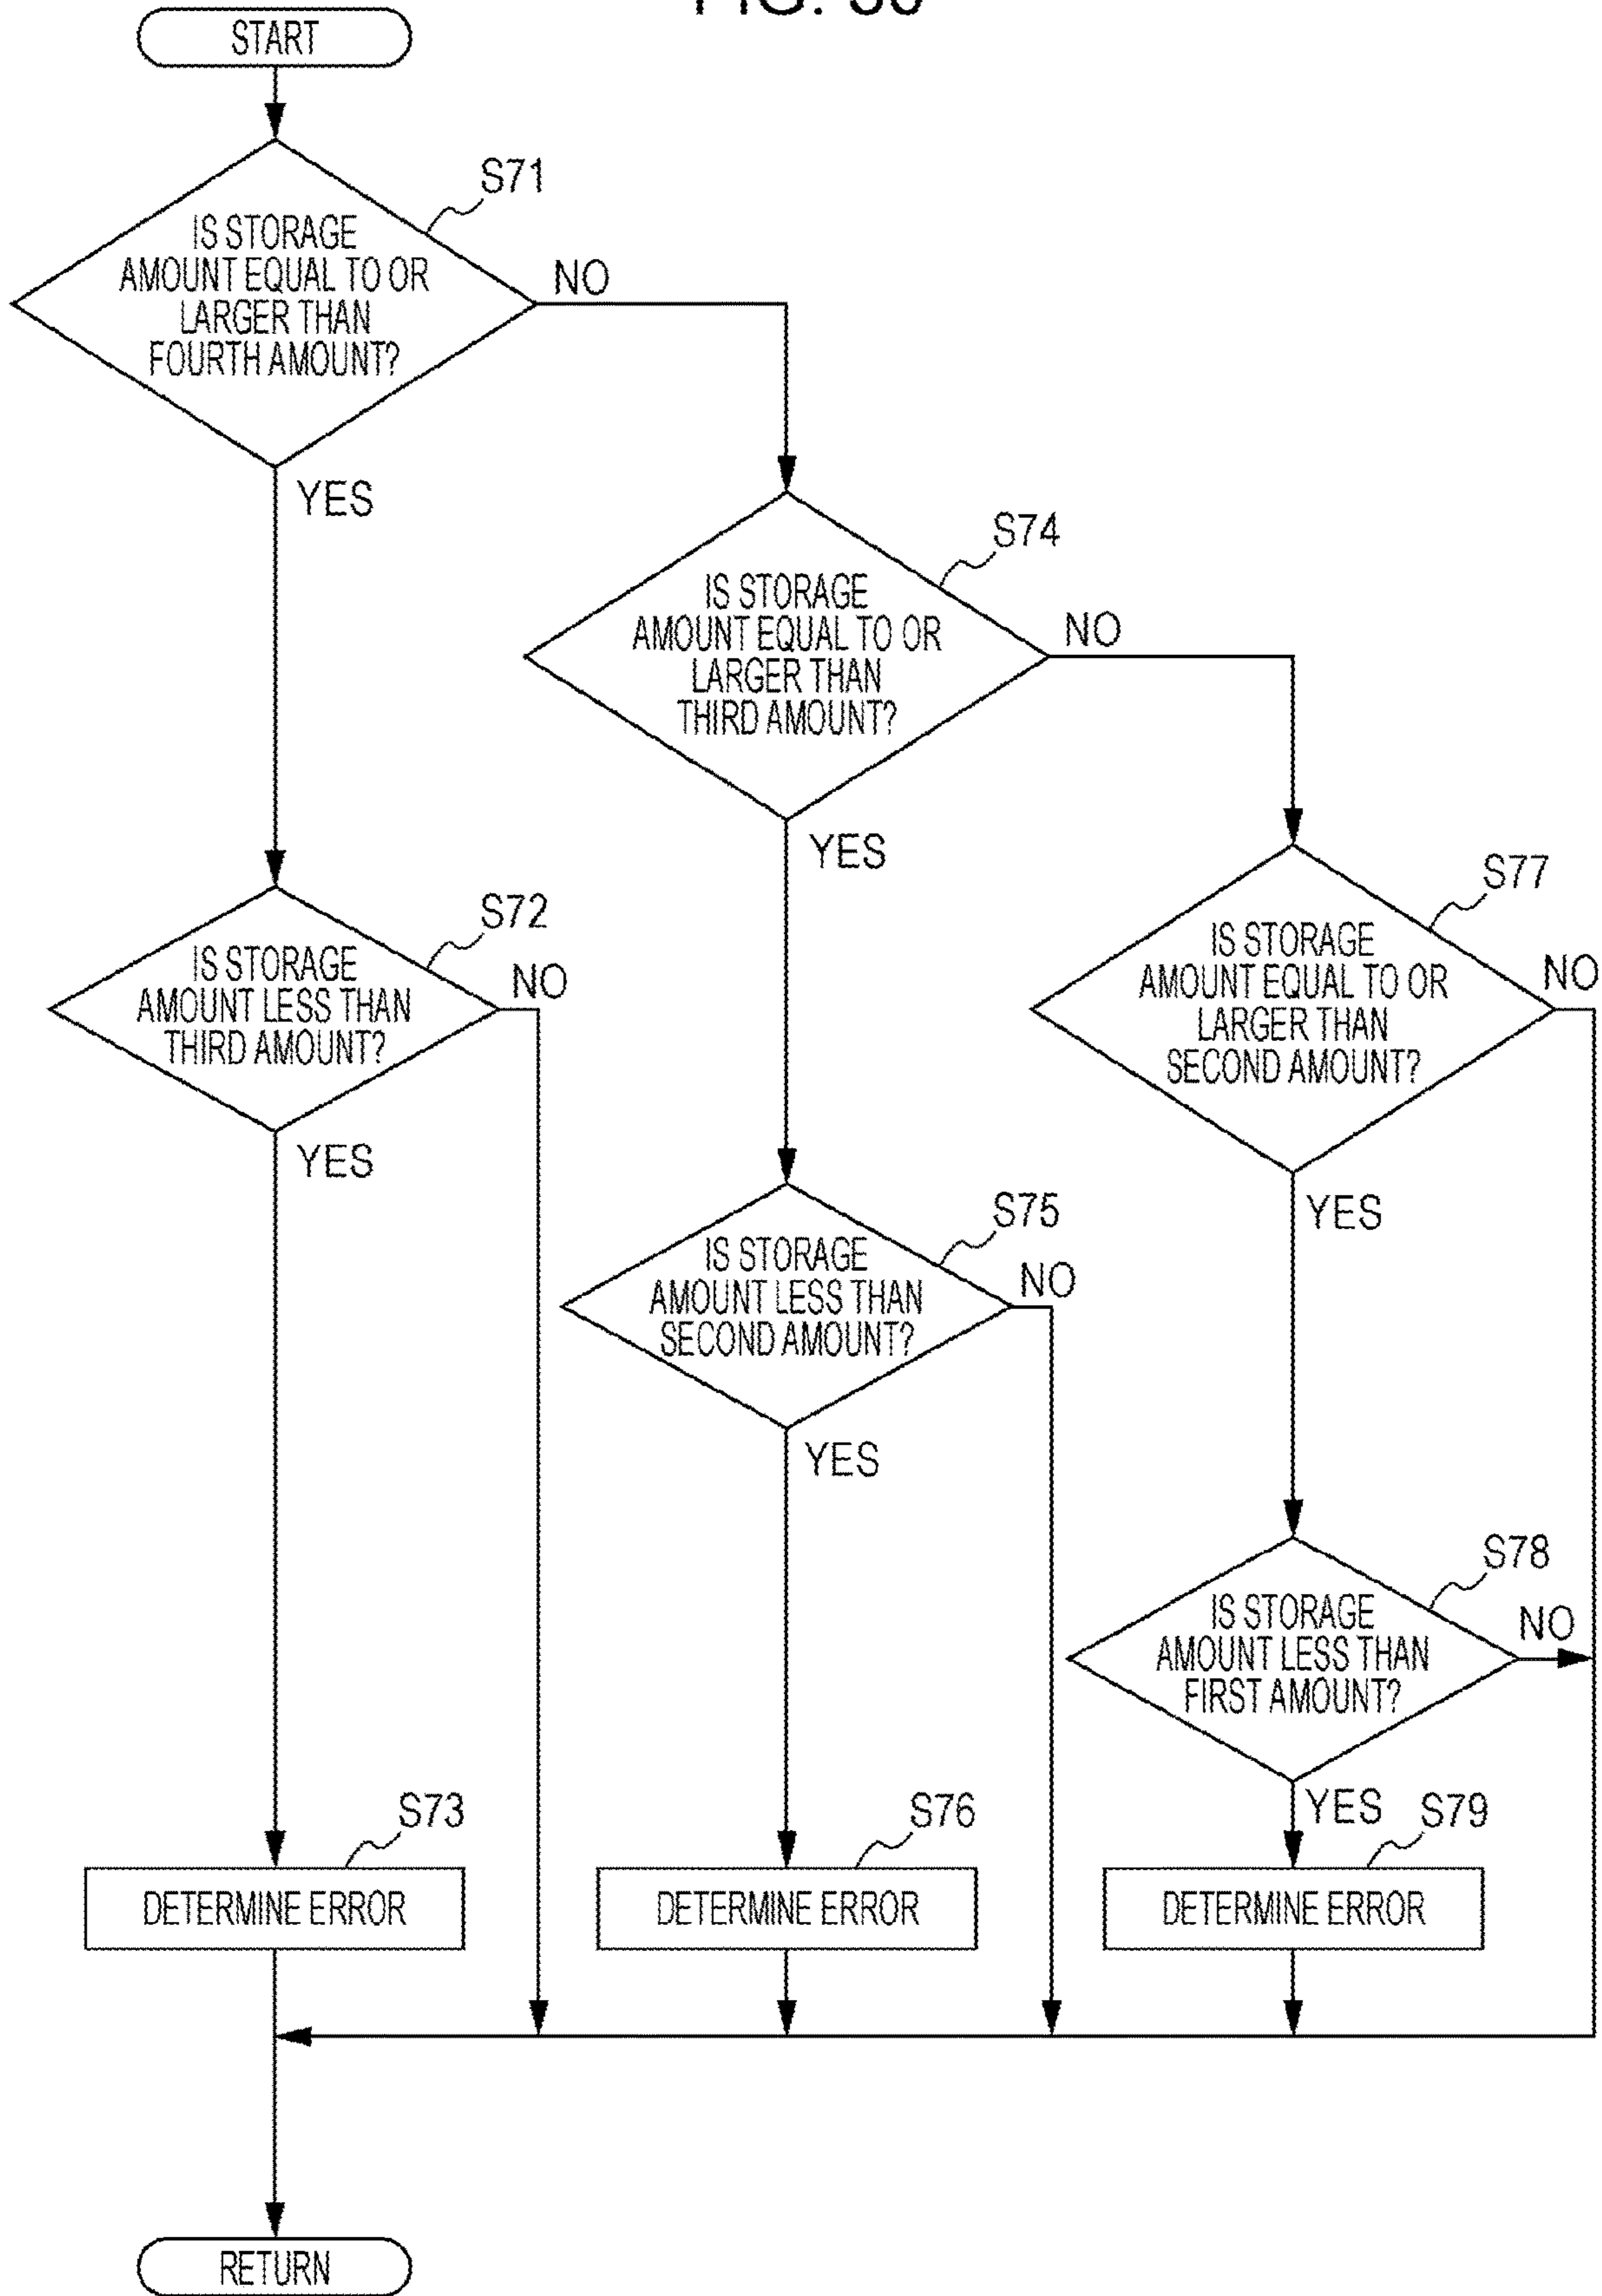 START
S71
IS STORAGE
AMOUNT EQUAL TO OR
LARGER THAN
FOURTH AMOUNT?
NO
YES
S74
IS STORAGE
AMOUNT EQUAL TO OR
LARGER THAN
THIRD AMOUNT?
NO
YES
S72
IS STORAGE
AMOUNT LESS THAN
THIRD AMOUNT?
NO
YES
S77
IS STORAGE
AMOUNT EQUAL TO OR
LARGER THAN
SECOND AMOUNT?
NO
YES
S75
IS STORAGE
AMOUNT LESS THAN
SECOND AMOUNT?
NO
YES
S78
IS STORAGE
AMOUNT LESS THAN
FIRST AMOUNT?
NO
YES
S73
DETERMINE ERROR
S76
DETERMINE ERROR
S79
DETERMINE ERROR
RETURN